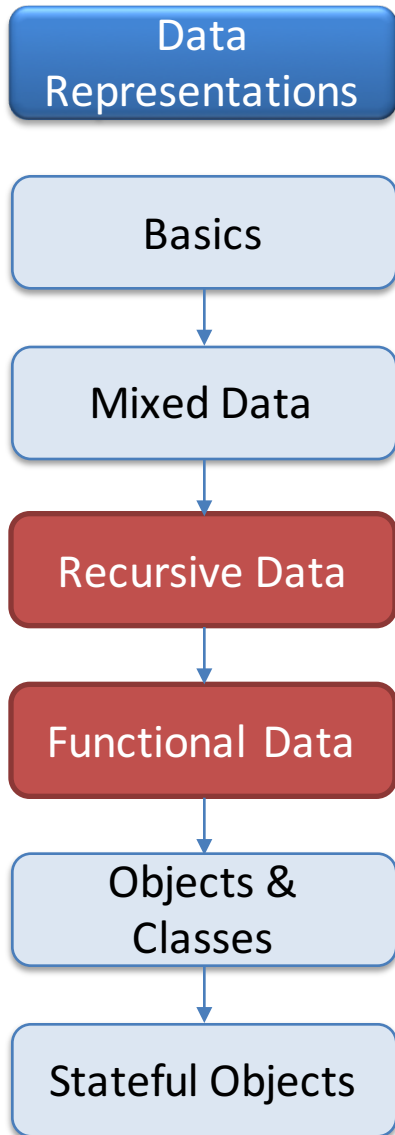 Data
Representations
Basics
Mixed Data
Recursive Data
Functional Data
Objects &
Classes
Stateful Objects